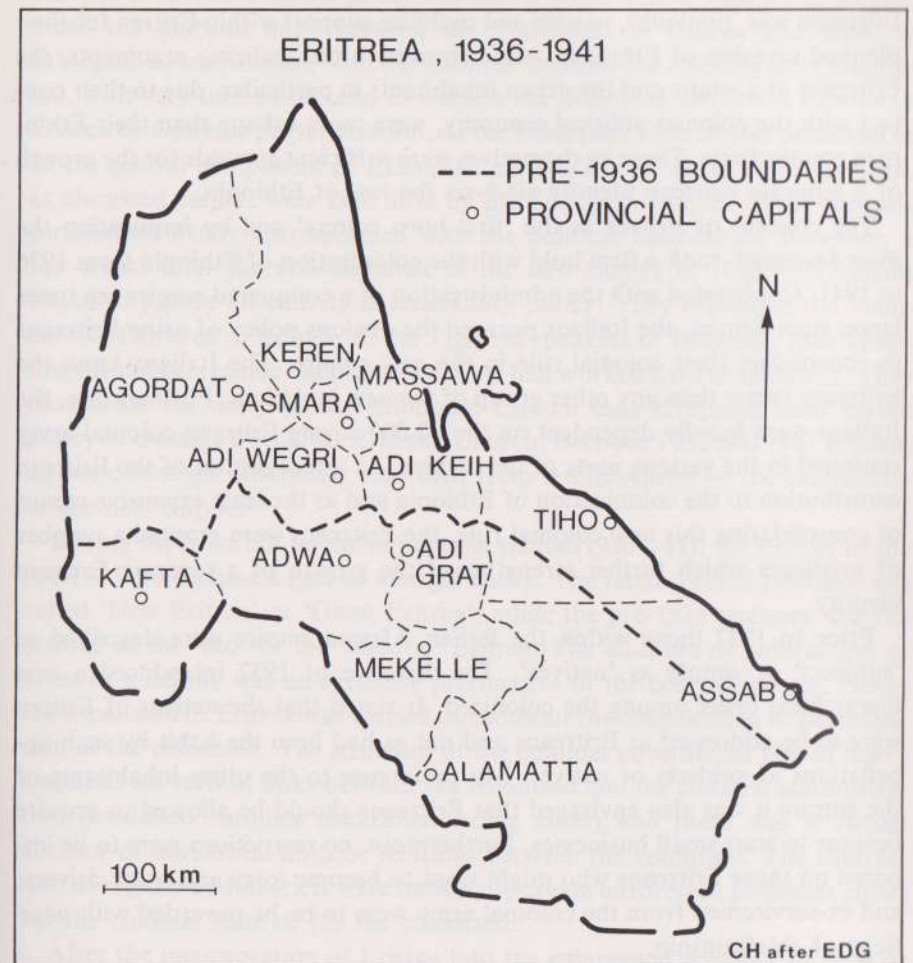 ERITREA, 1936-1941
PRE-1936 BOUNDARIES
PROVINCIAL CAPITALS
N
KEREN
AGORDAT
MASSAWA
ASMARA
ADI WEGRI
ADI KEIH
TIHO
ADWA
ADI
GRAT
KAFTA
MEKELLE
ASSAB
ALAMATTA
100 km
CH after EDG